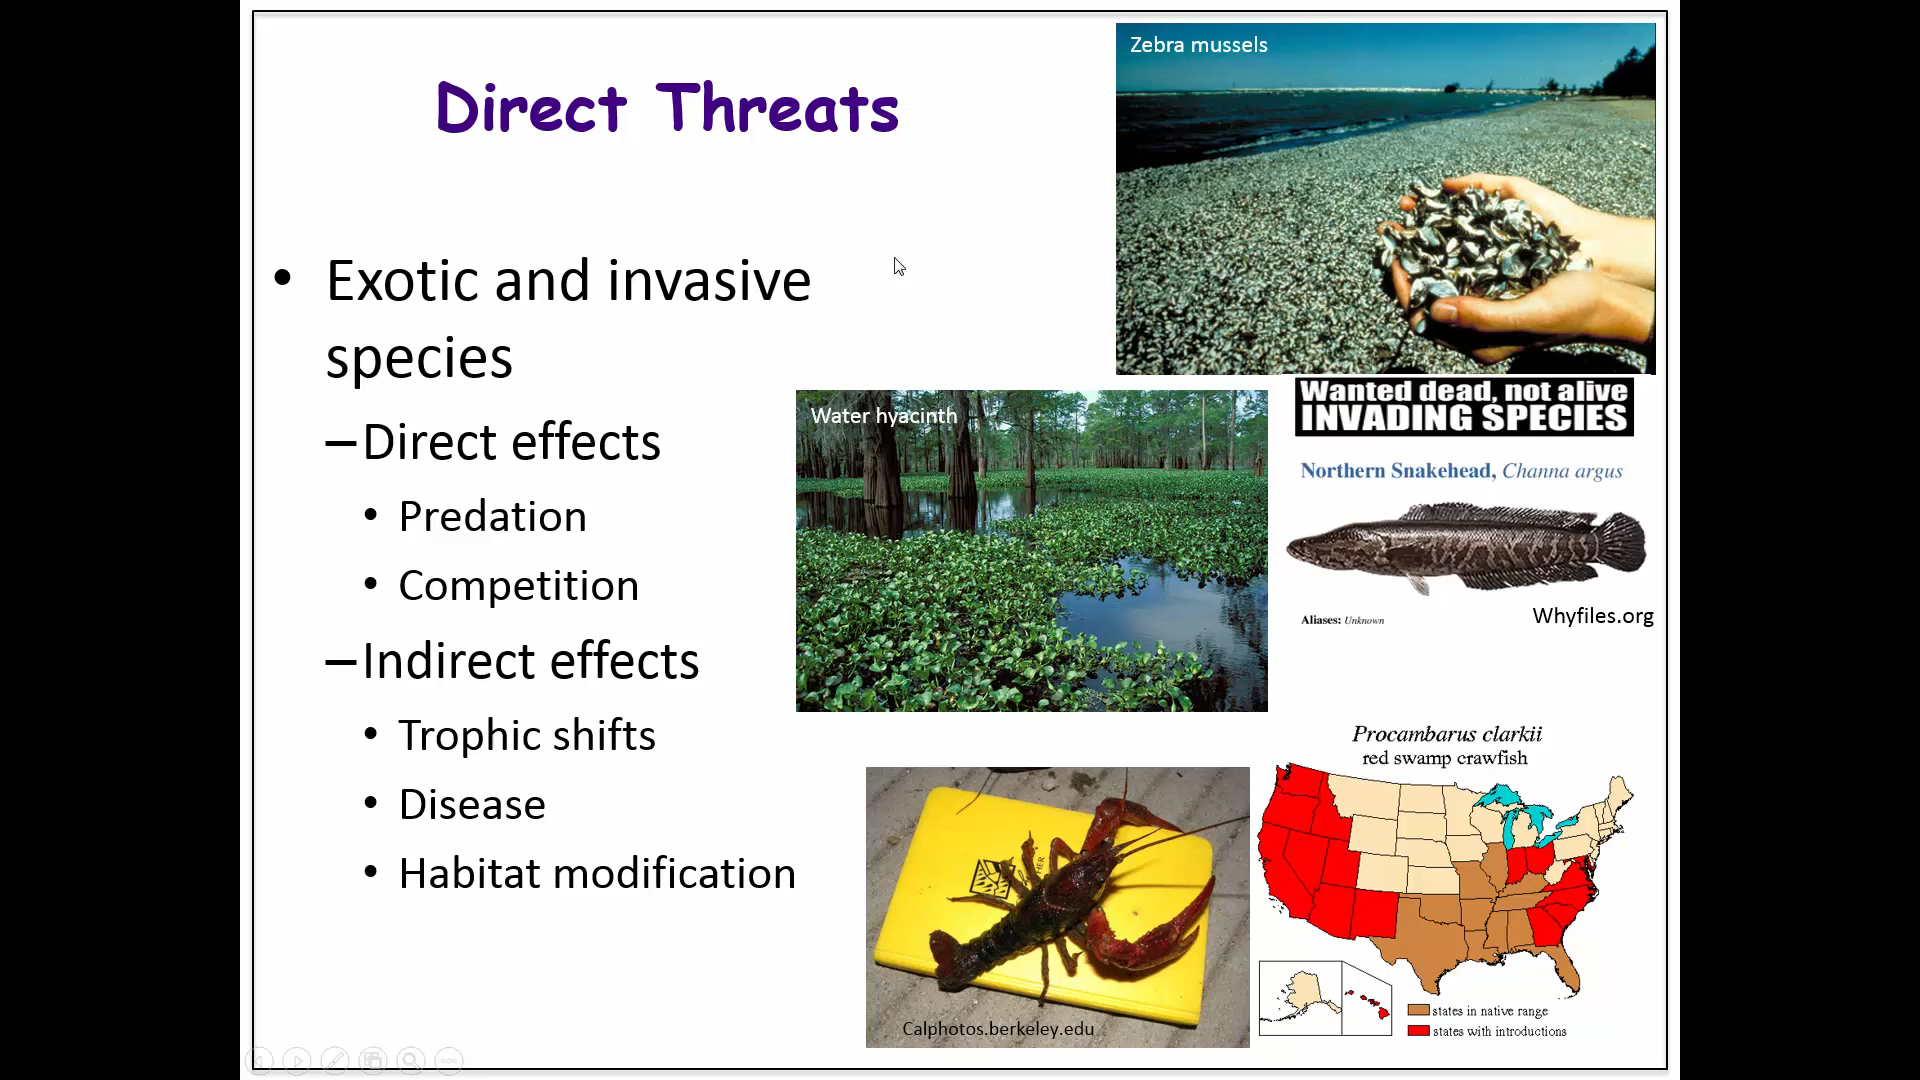 Direct Threats
• Exotic and invasive
species
–Direct effects
• Predation
• Competition
–Indirect effects
• Trophic shifts
• Disease
• Habitat modification
Zebra mussels
Water hyacinth
Wanted dead, not alive
INVADING SPECIES
Northern Snakehead, Channa argus
Aliases: Unknown
Whyfiles.org
Calphotos.berkeley.edu
Procambarus clarkii
red swamp crawfish
states in native range
states with introductions